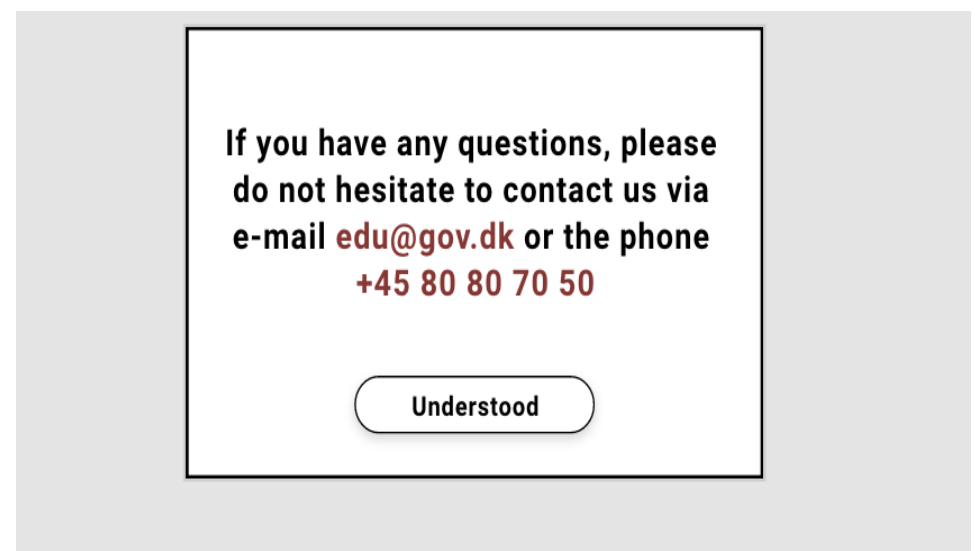 If you have any questions, please
do not hesitate to contact us via
e-mail edu@gov.dk or the phone
+45 80 80 70 50
Understood